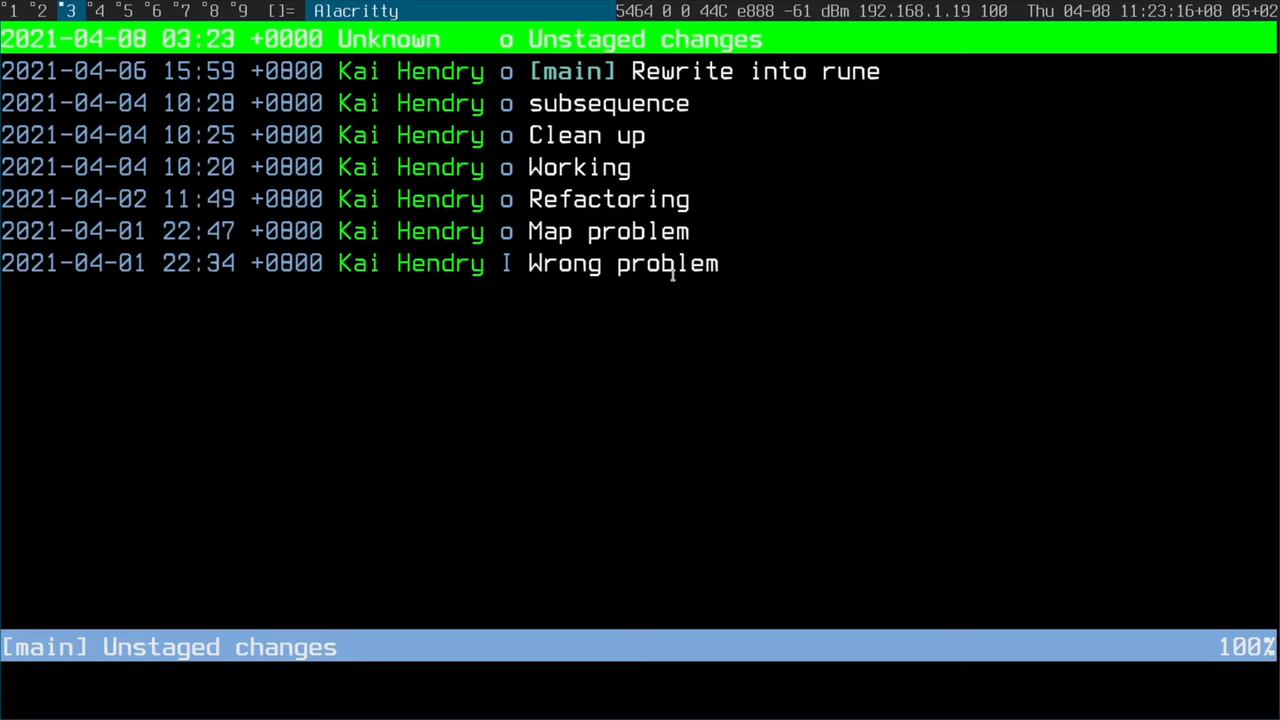 1 2 3 4 5 6 7 8 9 []= Alacritty 5464 0 0 44C e888 -61 dBm 192.168.1.19 100 Thu 04-08 11:23:16+08 05+02
2021-04-08 03:23 +0000 Unknown o Unstaged changes
2021-04-06 15:59 +0800 Kai Hendry o [main] Rewrite into rune
2021-04-04 10:28 +0800 Kai Hendry o subsequence
2021-04-04 10:25 +0800 Kai Hendry o Clean up
2021-04-04 10:20 +0800 Kai Hendry o Working
2021-04-02 11:49 +0800 Kai Hendry o Refactoring
2021-04-01 22:47 +0800 Kai Hendry o Map problem
2021-04-01 22:34 +0800 Kai Hendry I Wrong problem
[main] Unstaged changes 100%